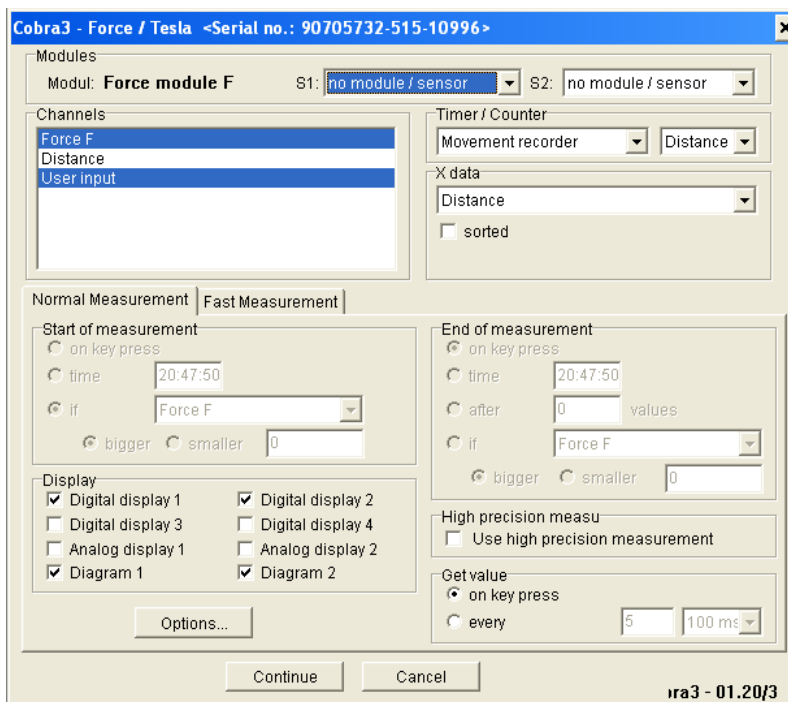 Cobra3 - Force / Tesla <Serial no.: 90705732-515-10996>
Modules
Modul: Force module F S1: no module / sensor S2: no module / sensor
Channels
Force F
Distance
User input
Timer / Counter
Movement recorder Distance
X data
Distance
sorted
Normal Measurement Fast Measurement
Start of measurement
on key press
time 20:47:50
if Force F
bigger smaller 0
Display
Digital display 1 Digital display 2
Digital display 3 Digital display 4
Analog display 1 Analog display 2
Diagram 1 Diagram 2
Options...
End of measurement
on key press
time 20:47:50
after 0 values
if Force F
bigger smaller 0
High precision measu
Use high precision measurement
Get value
on key press
every 5 100 ms
Continue Cancel
ra3 - 01.20/3